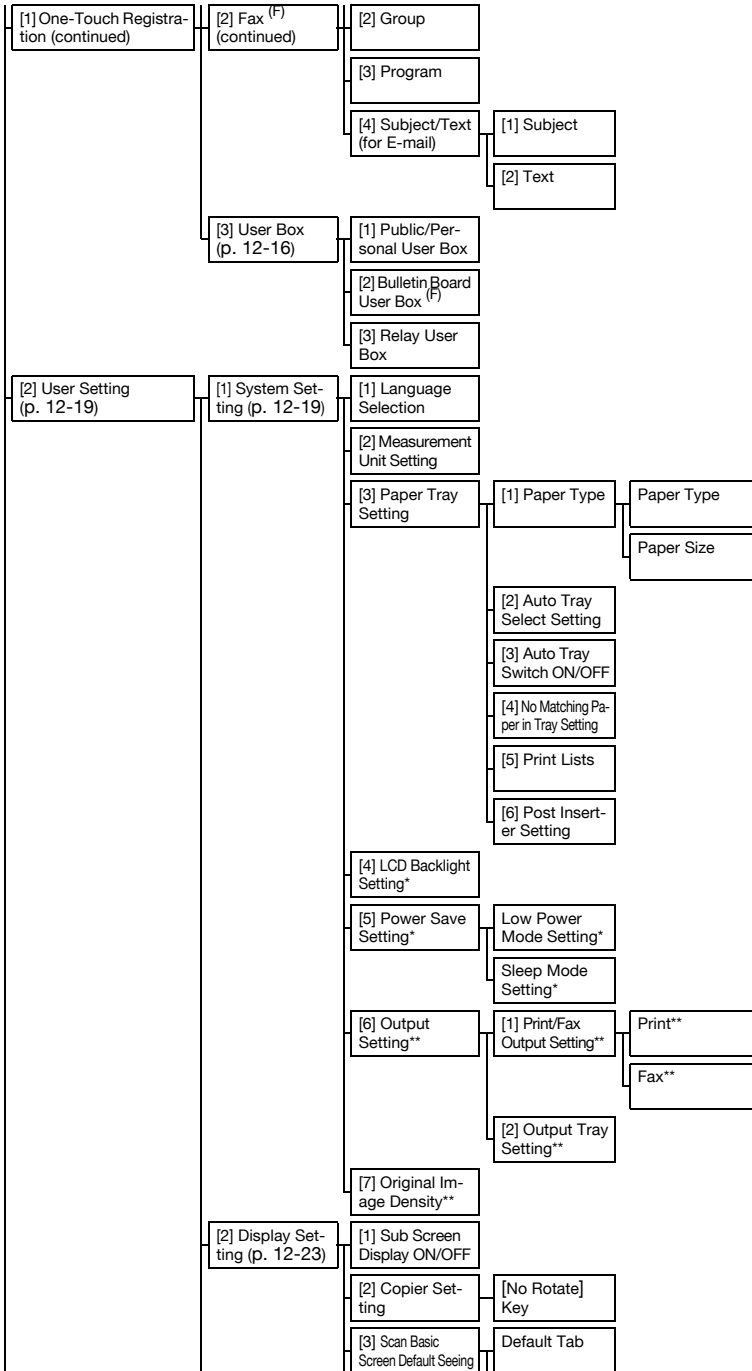 [1] One-Touch Registra-
tion (continued)
[2] Fax (F)
(continued)
[2] Group
[3] Program
[4] Subject/Text
(for E-mail)
[1] Subject
[2] Text
[3] User Box
(p. 12-16)
[1] Public/Per-
sonal User Box
[2] Bulletin Board
User Box (F)
[3] Relay User
Box
[2] User Setting
(p. 12-19)
[1] System Set-
ting (p. 12-19)
[1] Language
Selection
[2] Measurement
Unit Setting
[3] Paper Tray
Setting
[1] Paper Type
Paper Type
Paper Size
[2] Auto Tray
Select Setting
[3] Auto Tray
Switch ON/OFF
[4] No Matching Pa-
per in Tray Setting
[5] Print Lists
[6] Post Insert-
er Setting
[4] LCD Backlight
Setting*
[5] Power Save
Setting*
Low Power
Mode Setting*
Sleep Mode
Setting*
[6] Output
Setting**
[1] Print/Fax
Output Setting**
Print**
Fax**
[2] Output Tray
Setting**
[7] Original Im-
age Density**
[2] Display Set-
ting (p. 12-23)
[1] Sub Screen
Display ON/OFF
[2] Copier Set-
ting
[No Rotate]
Key
[3] Scan Basic
Screen Default Seeing
Default Tab